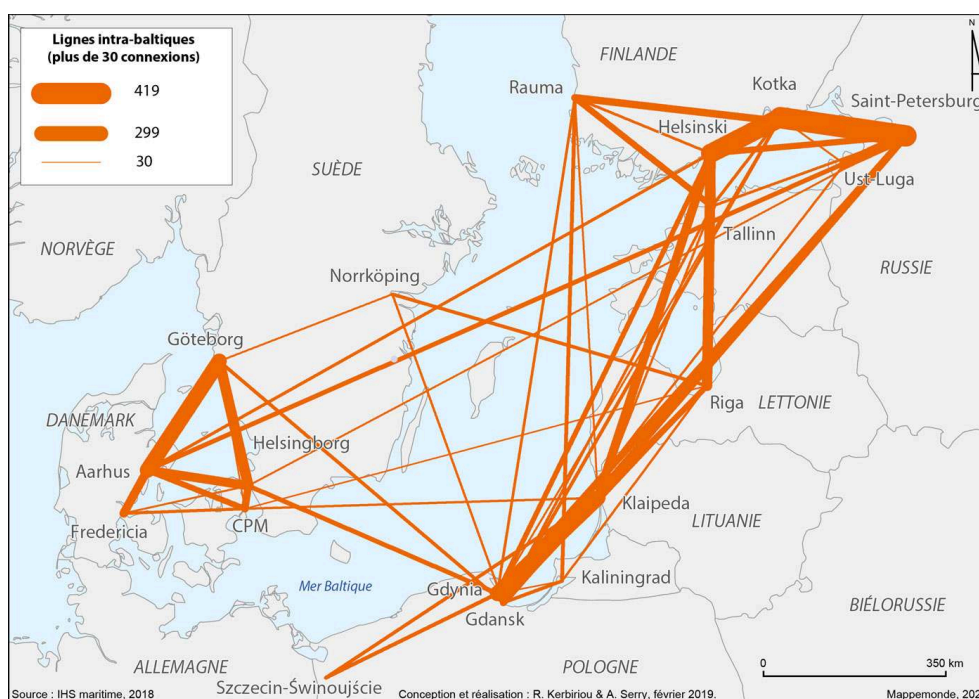 Lignes intra-baltiques
(plus de 30 connexions)
419
299
30
N
FINLANDE
Kotka
Rauma
Saint-Petersburg
Helsinski
SUÈDE
Ust-Luga
Tallinn
NORVÈGE
RUSSIE
Norrköping
Göteborg
DANEMARK
Riga
LETTONIE
Helsingborg
Aarhus
Klaipeda
Fredericia
CPM
LITUANIE
Mer Baltique
Gdynia
Kaliningrad
Gdansk
BIÉLORUSSIE
0
350 km
ALLEMAGNE
POLOGNE
Szczecin-Świnoujście
Source : IHS maritime, 2018
Conception et réalisation : R. Kerbiriou & A. Serry, février 2019.
Mappemonde, 202